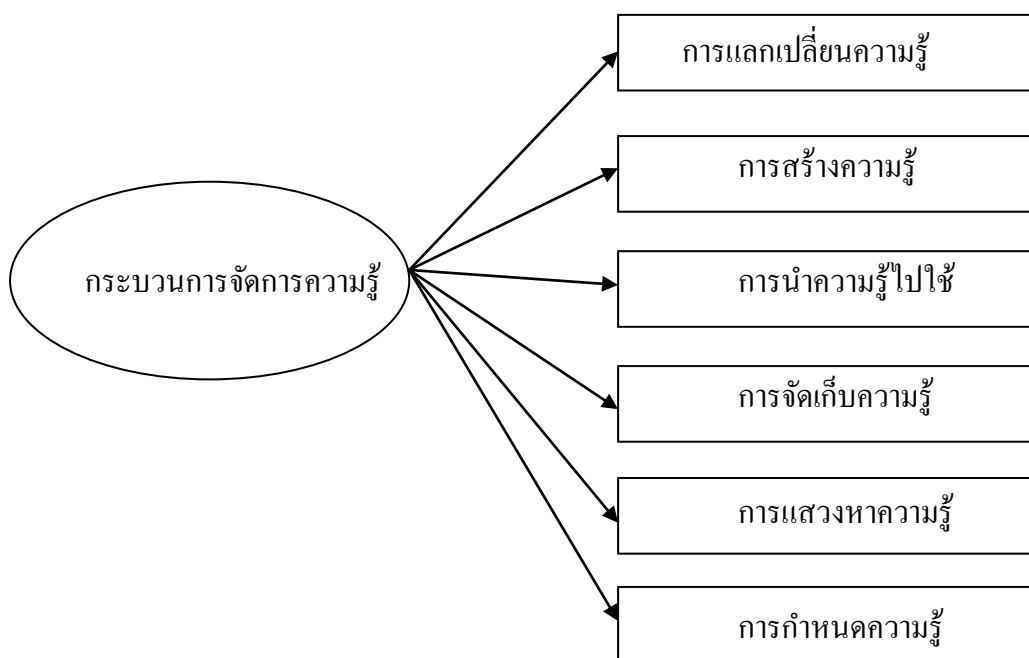 การแลกเปลี่ยนความรู้
การสร้างความรู้
กระบวนการจัดการความรู้
การนำความรู้ไปใช้
การจัดเก็บความรู้
การแสวงหาความรู้
การกำหนดความรู้